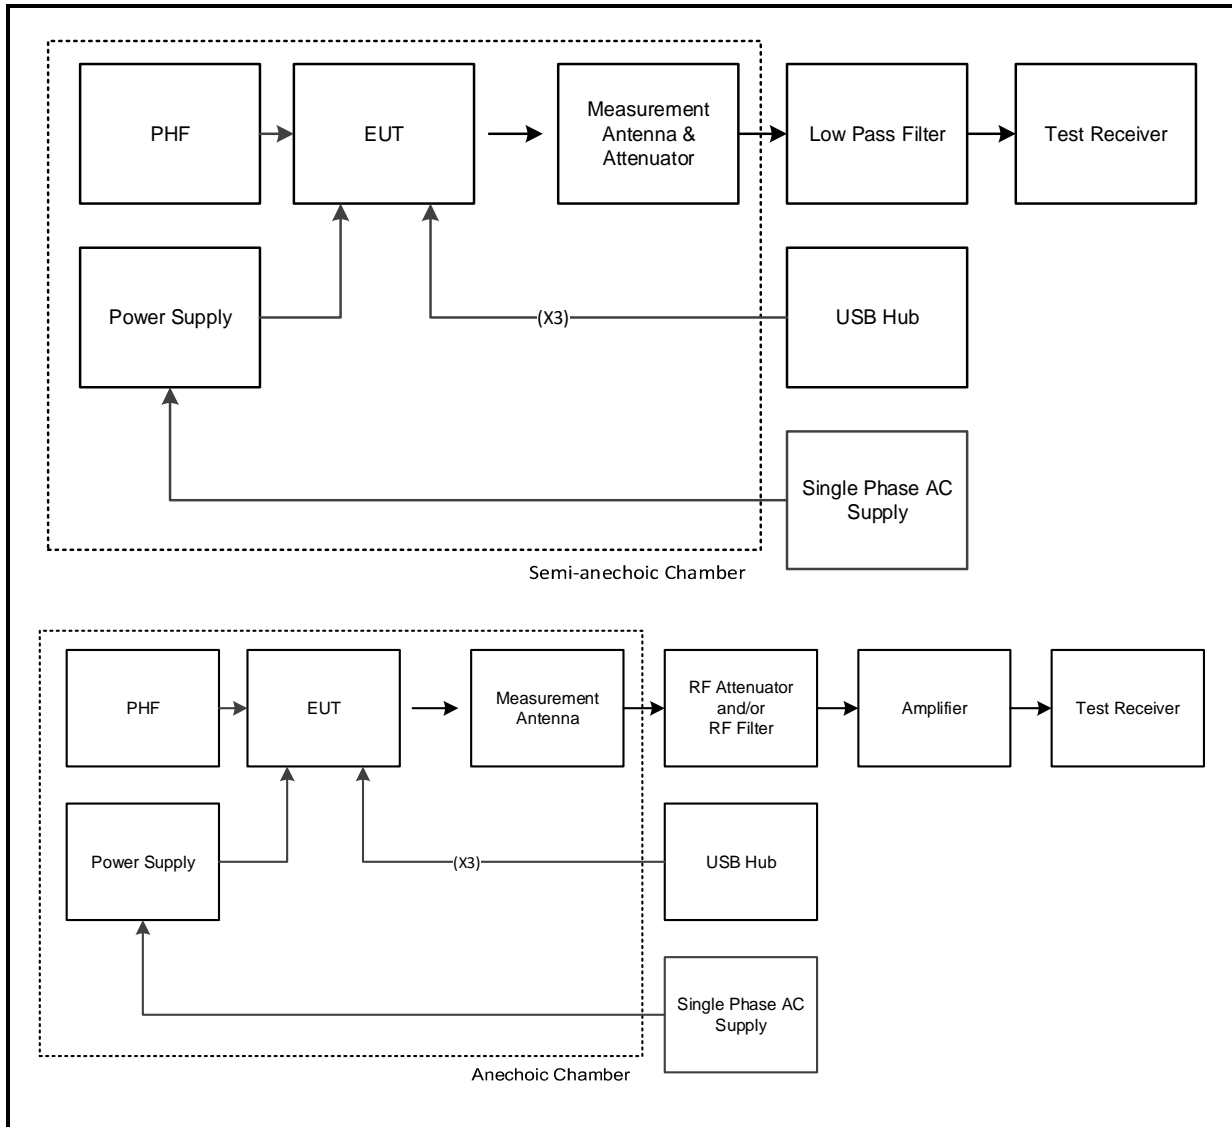 PHF
EUT
Measurement
Antenna &
Attenuator
Low Pass Filter
Test Receiver
Power Supply
(X3)
USB Hub
Single Phase AC
Supply
Semi-anechoic Chamber
PHF
EUT
Measurement
Antenna
RF Attenuator
and/or
RF Filter
Amplifier
Test Receiver
Power Supply
(X3)
USB Hub
Single Phase AC
Supply
Anechoic Chamber